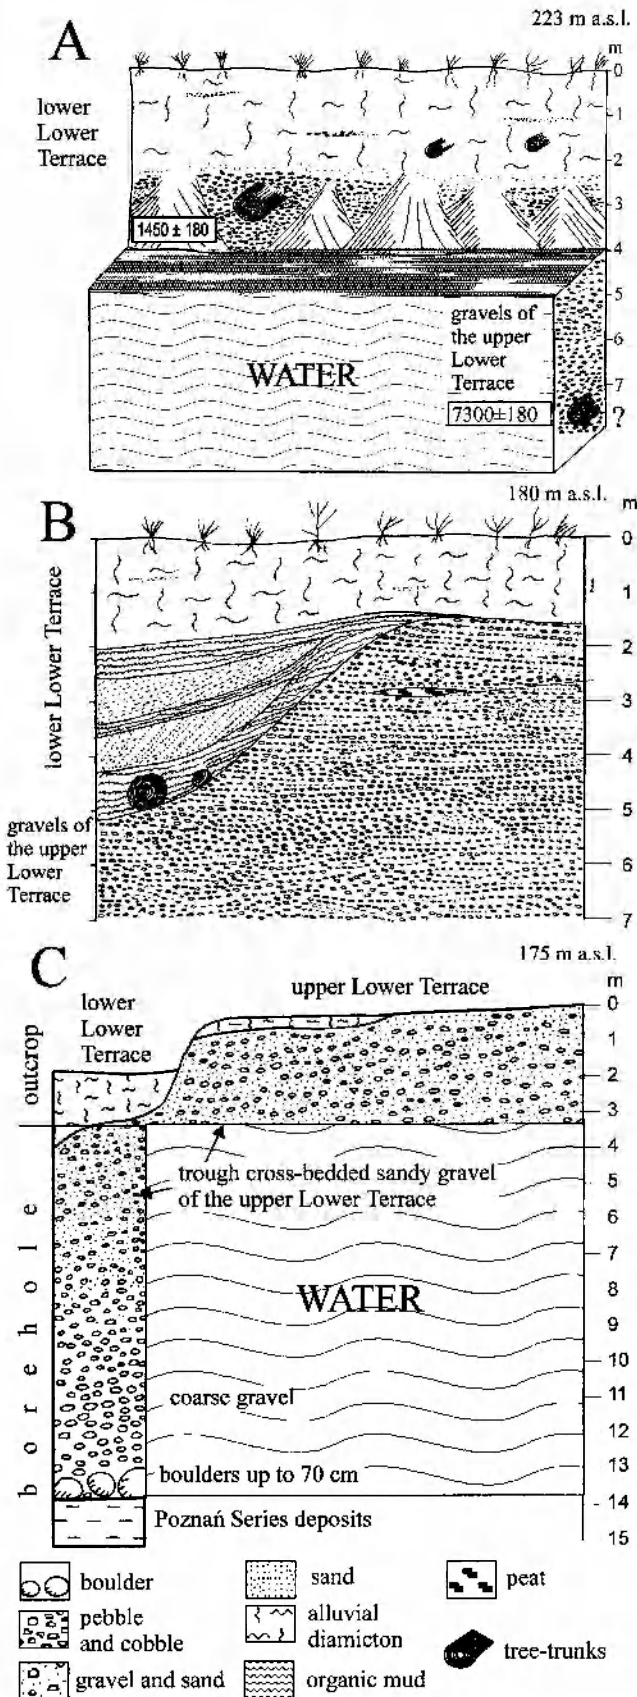 223 m a.s.l.
A
m
lower
Lower
Terrace
0
1
2
3
4
5
6
7
?
1450 ± 180
gravels of
the upper
Lower
Terrace
WATER
7300±180
180 m a.s.l.
B
m
0
1
2
3
4
5
6
7
lower Lower Terrace
gravels of
the upper
Lower
Terrace
175 m a.s.l.
C
m
upper Lower Terrace
lower
Lower
Terrace
outcrop
0
1
2
3
4
5
6
7
8
9
10
11
12
13
14
15
trough cross-bedded sandy gravel
of the upper Lower Terrace
borehole
WATER
coarse gravel
boulders up to 70 cm
Poznań Series deposits
boulder
sand
peat
pebble
and cobble
alluvial
diamicton
tree-trunks
gravel and sand
organic mud